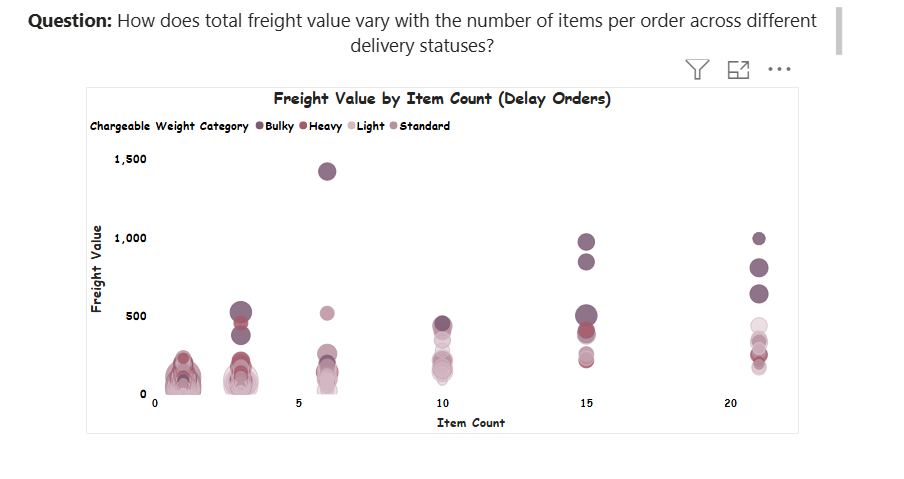 Question: How does total freight value vary with the number of items per order across different
delivery statuses?
Freight Value by Item Count (Delay Orders)
Chargeable Weight Category Bulky Heavy Light Standard
1,500
1,000
500
0
Freight Value
0 5 10 15 20
Item Count